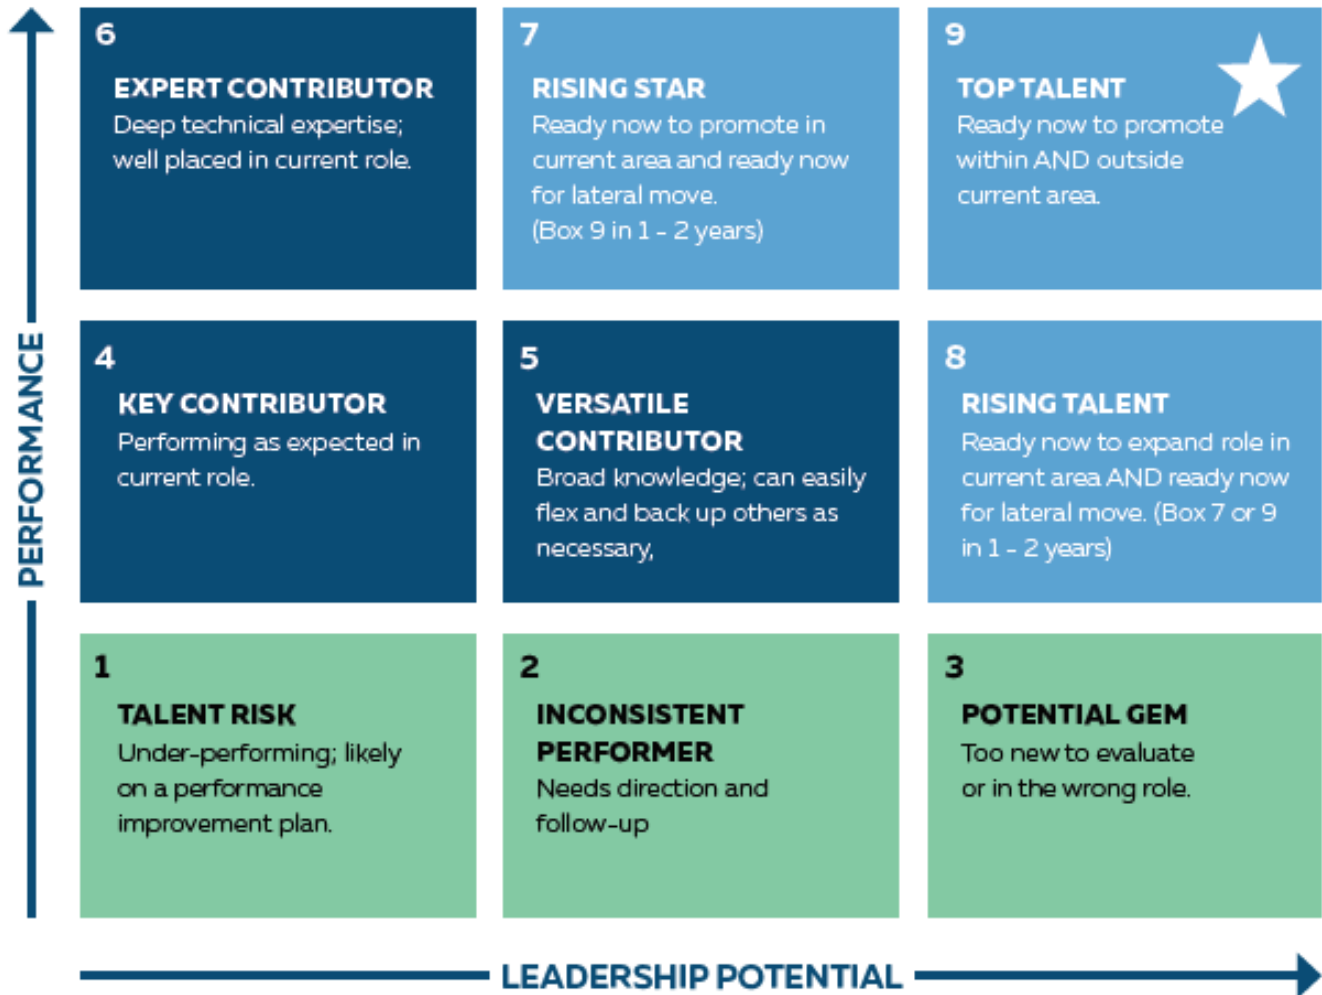 6
EXPERT CONTRIBUTOR
Deep technical expertise;
well placed in current role.
7
RISING STAR
Ready now to promote in
current area and ready now
for lateral move.
(Box 9 in 1 - 2 years)
9
TOP TALENT
Ready now to promote
within AND outside
current area.
PERFORMANCE
4
KEY CONTRIBUTOR
Performing as expected in
current role.
5
VERSATILE
CONTRIBUTOR
Broad knowledge; can easily
flex and back up others as
necessary,
8
RISING TALENT
Ready now to expand role in
current area AND ready now
for lateral move. (Box 7 or 9
in 1 - 2 years)
1
TALENT RISK
Under-performing; likely
on a performance
improvement plan.
2
INCONSISTENT
PERFORMER
Needs direction and
follow-up
3
POTENTIAL GEM
Too new to evaluate
or in the wrong role.
LEADERSHIP POTENTIAL